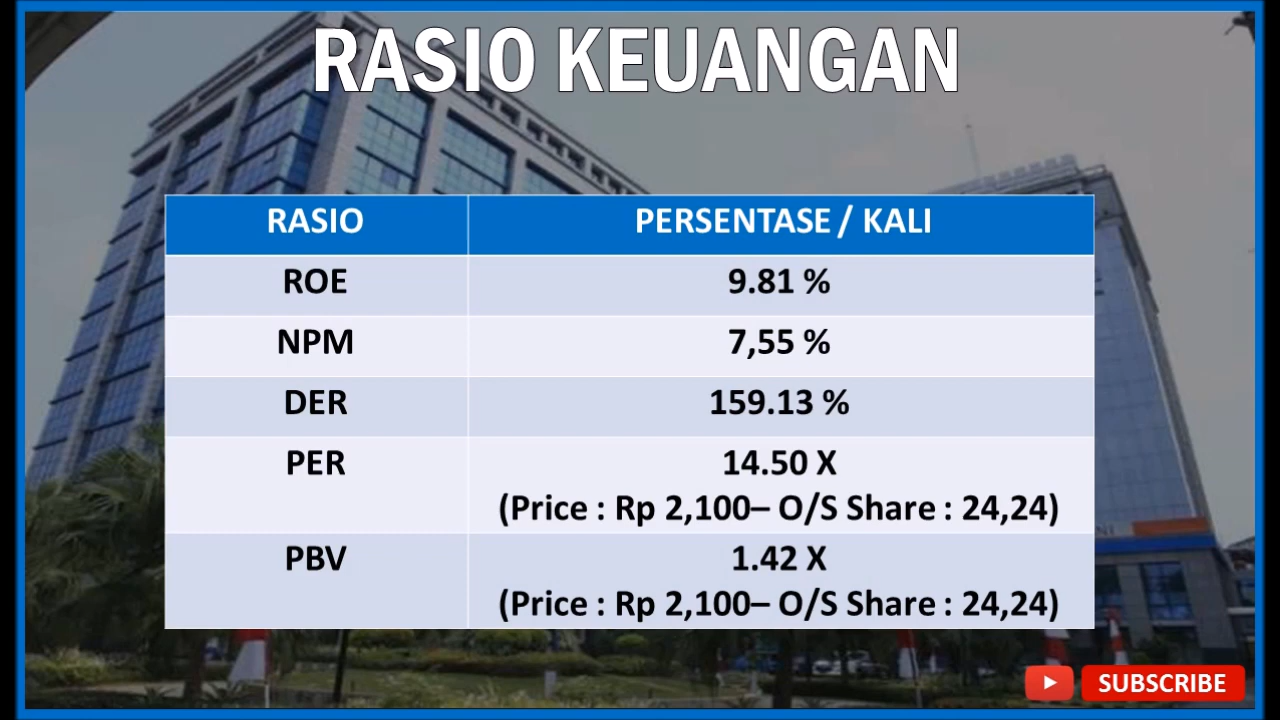 RASIO KEUANGAN
RASIO PERSENTASE / KALI
ROE 9.81 %
NPM 7,55 %
DER 159.13 %
PER 14.50 X
(Price : Rp 2,100– O/S Share : 24,24)
PBV 1.42 X
(Price : Rp 2,100– O/S Share : 24,24)
SUBSCRIBE